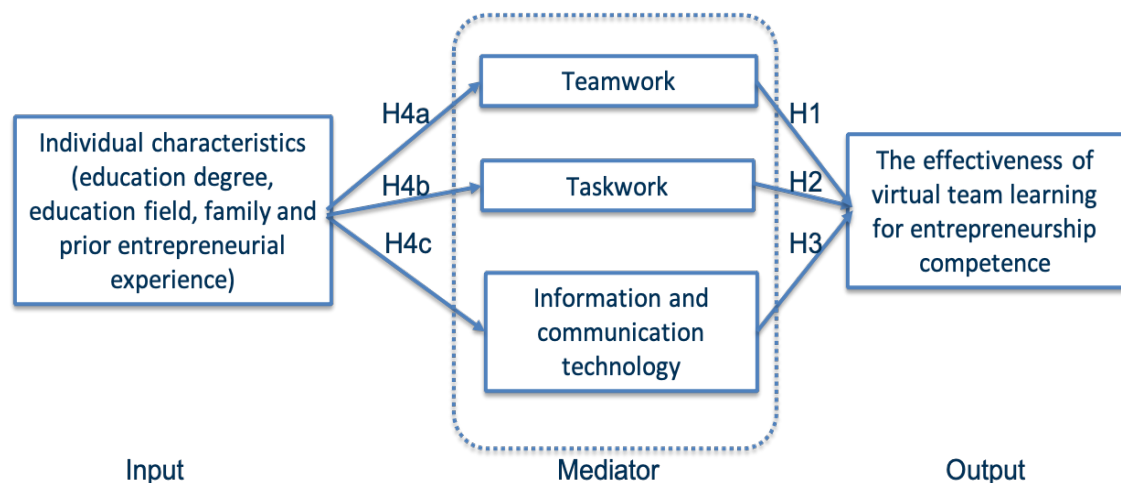 Individual characteristics
(education degree,
education field, family and
prior entrepreneurial
experience)
H4a
H4b
H4c
Teamwork
Taskwork
Information and
communication
technology
H1
H2
H3
The effectiveness of
virtual team learning
for entrepreneurship
competence
Input
Mediator
Output